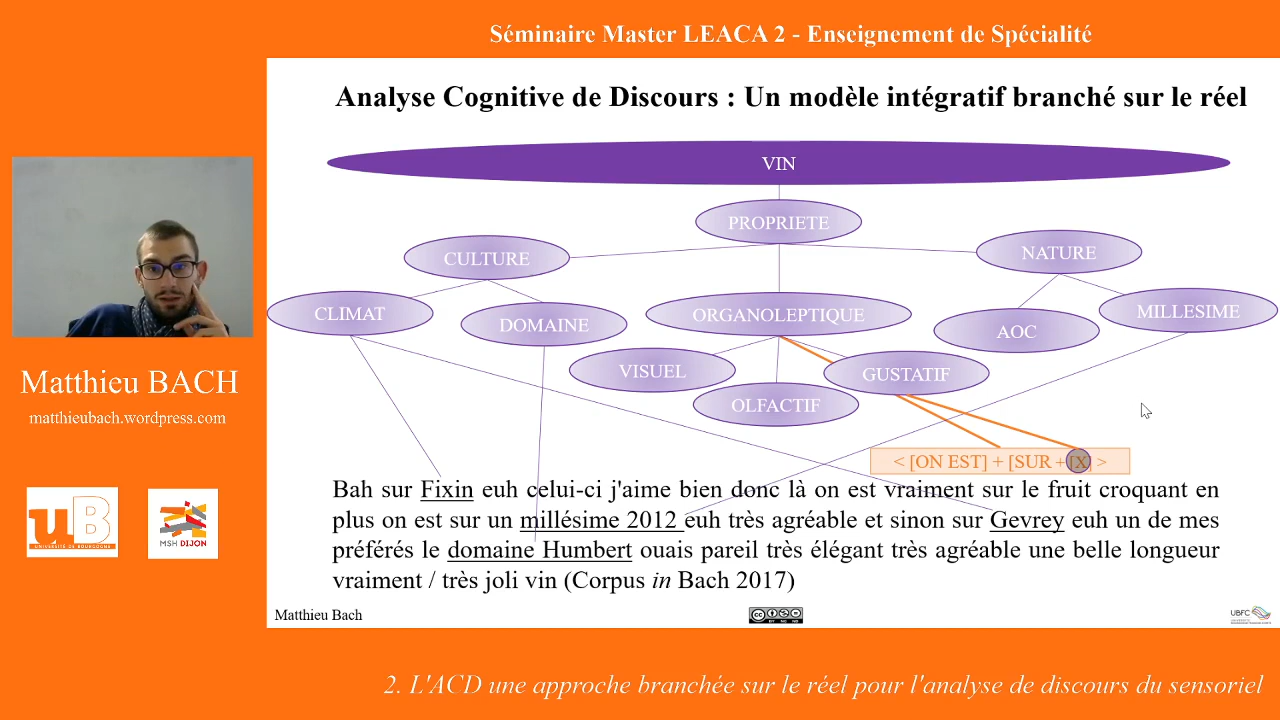 Séminaire Master LEACA 2 - Enseignement de Spécialité
Analyse Cognitive de Discours : Un modèle intégratif branché sur le réel
VIN
PROPRIETE
CULTURE
NATURE
CLIMAT
DOMAINE
ORGANOLEPTIQUE
AOC
MILLESIME
VISUEL
OLFACTIF
GUSTATIF
< [ON EST] + [SUR + [X] >
Bah sur Fixin euh celui-ci j'aime bien donc là on est vraiment sur le fruit croquant en
plus on est sur un millésime 2012 euh très agréable et sinon sur Gevrey euh un de mes
préférés le domaine Humbert ouais pareil très élégant très agréable une belle longueur
vraiment / très joli vin (Corpus in Bach 2017)
Matthieu Bach
UBFC
Matthieu BACH
matthieubach.wordpress.com
uB
UNIVERSITÉ DE BOURGOGNE
MSH DIJON
2. L'ACD une approche branchée sur le réel pour l'analyse de discours du sensoriel